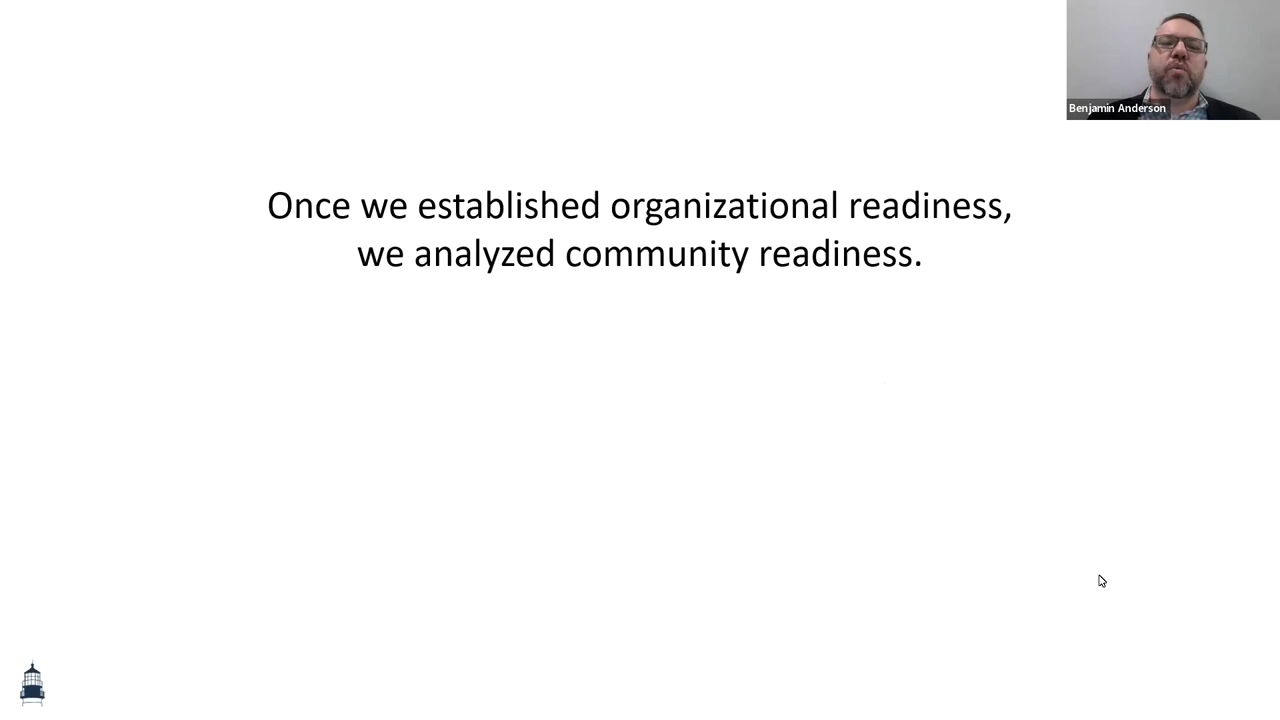 Benjamin Anderson
Once we established organizational readiness,
we analyzed community readiness.